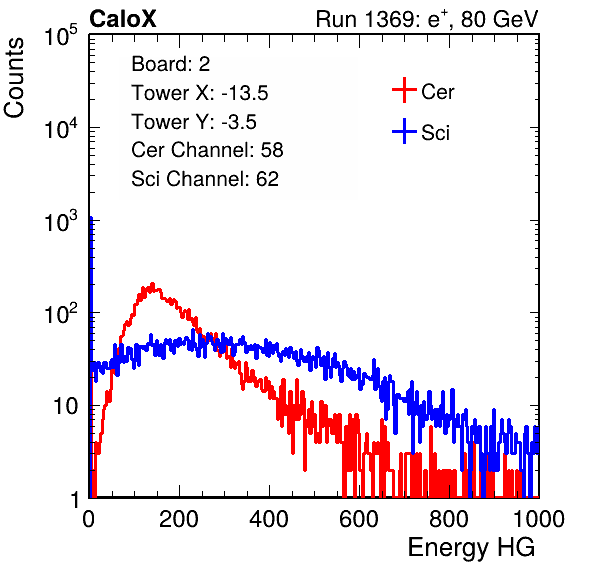 CaloX Run 1369: e⁺, 80 GeV
Counts
Board: 2
Tower X: -13.5
Tower Y: -3.5
Cer Channel: 58
Sci Channel: 62
Cer
Sci
10⁵
10⁴
10³
10²
10
1
0 200 400 600 800 1000
Energy HG